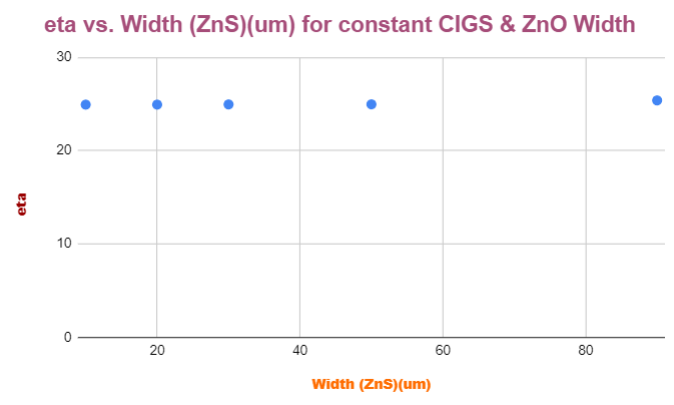 eta vs. Width (ZnS)(um) for constant CIGS & ZnO Width
30
20
10
0
eta
20 40 60 80
Width (ZnS)(um)